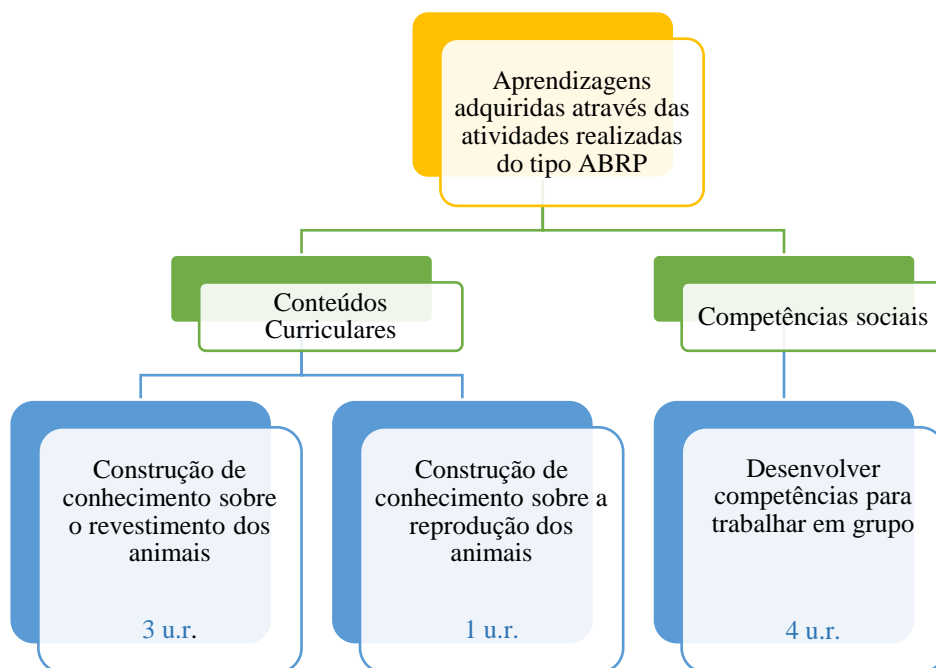 Aprendizagens
adquiridas através das
atividades realizadas
do tipo ABRP
Conteúdos
Curriculares
Competências sociais
Construção de
conhecimento sobre
o revestimento dos
animais
3 u.r.
Construção de
conhecimento sobre a
reprodução dos
animais
1 u.r.
Desenvolver
competências para
trabalhar em grupo
4 u.r.